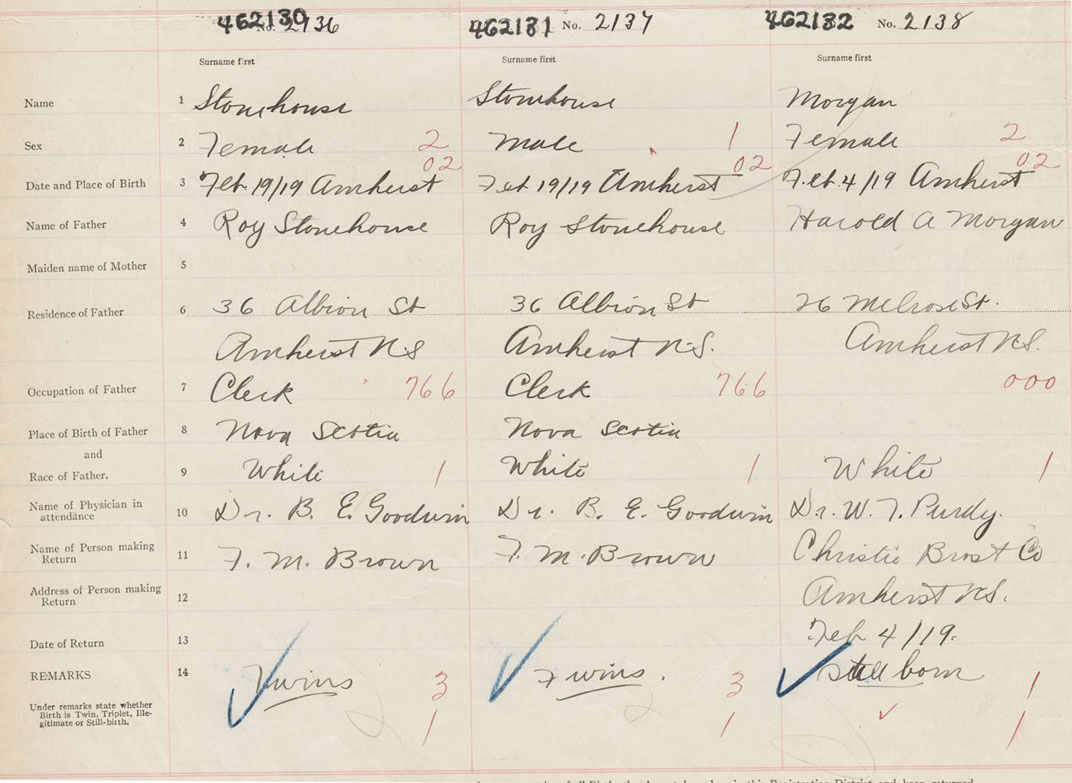 462130 No. 2136 462131 No. 2137 462132 No. 2138
Surname first Surname first Surname first
Name 1 Stonehouse Stonehouse Morgan
Sex 2 Female 2 Male 1 Female 2
02 02 02
Date and Place of Birth 3 Feb 19/19 Amherst Feb 19/19 Amherst Feb. 4/19 Amherst
Name of Father 4 Roy Stonehouse Roy Stonehouse Harold A Morgan
Maiden name of Mother 5
Residence of Father 6 36 Albion St 36 Albion St 26 Melrose St.
Amherst N S Amherst N.S. Amherst N.S.
Occupation of Father 7 Clerk 766 Clerk 766 000
Place of Birth of Father 8 Nova Scotia Nova Scotia
and
Race of Father. 9 White 1 White 1 White 1
Name of Physician in
attendance 10 Dr. B. E. Goodwin Dr. B. E. Goodwin Dr. W. T. Purdy.
Name of Person making
Return 11 F. M. Brown F. M. Brown Christie Bros & Co
Address of Person making
Return 12 Amherst N.S.
Date of Return 13 Feb 4/19.
REMARKS 14 Twins 3 Twins. 3 Still born 1
Under remarks state whether
Birth is Twin, Triplet, Ille-
gitimate or Still-birth. 1 1 1